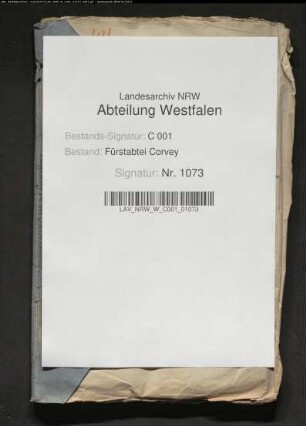 Landesarchiv NRW
Abteilung Westfalen
Bestands-Signatur: C 001
Bestand: Fürstabtei Corvey
Signatur: Nr. 1073
LAV_NRW_W_C001_01073